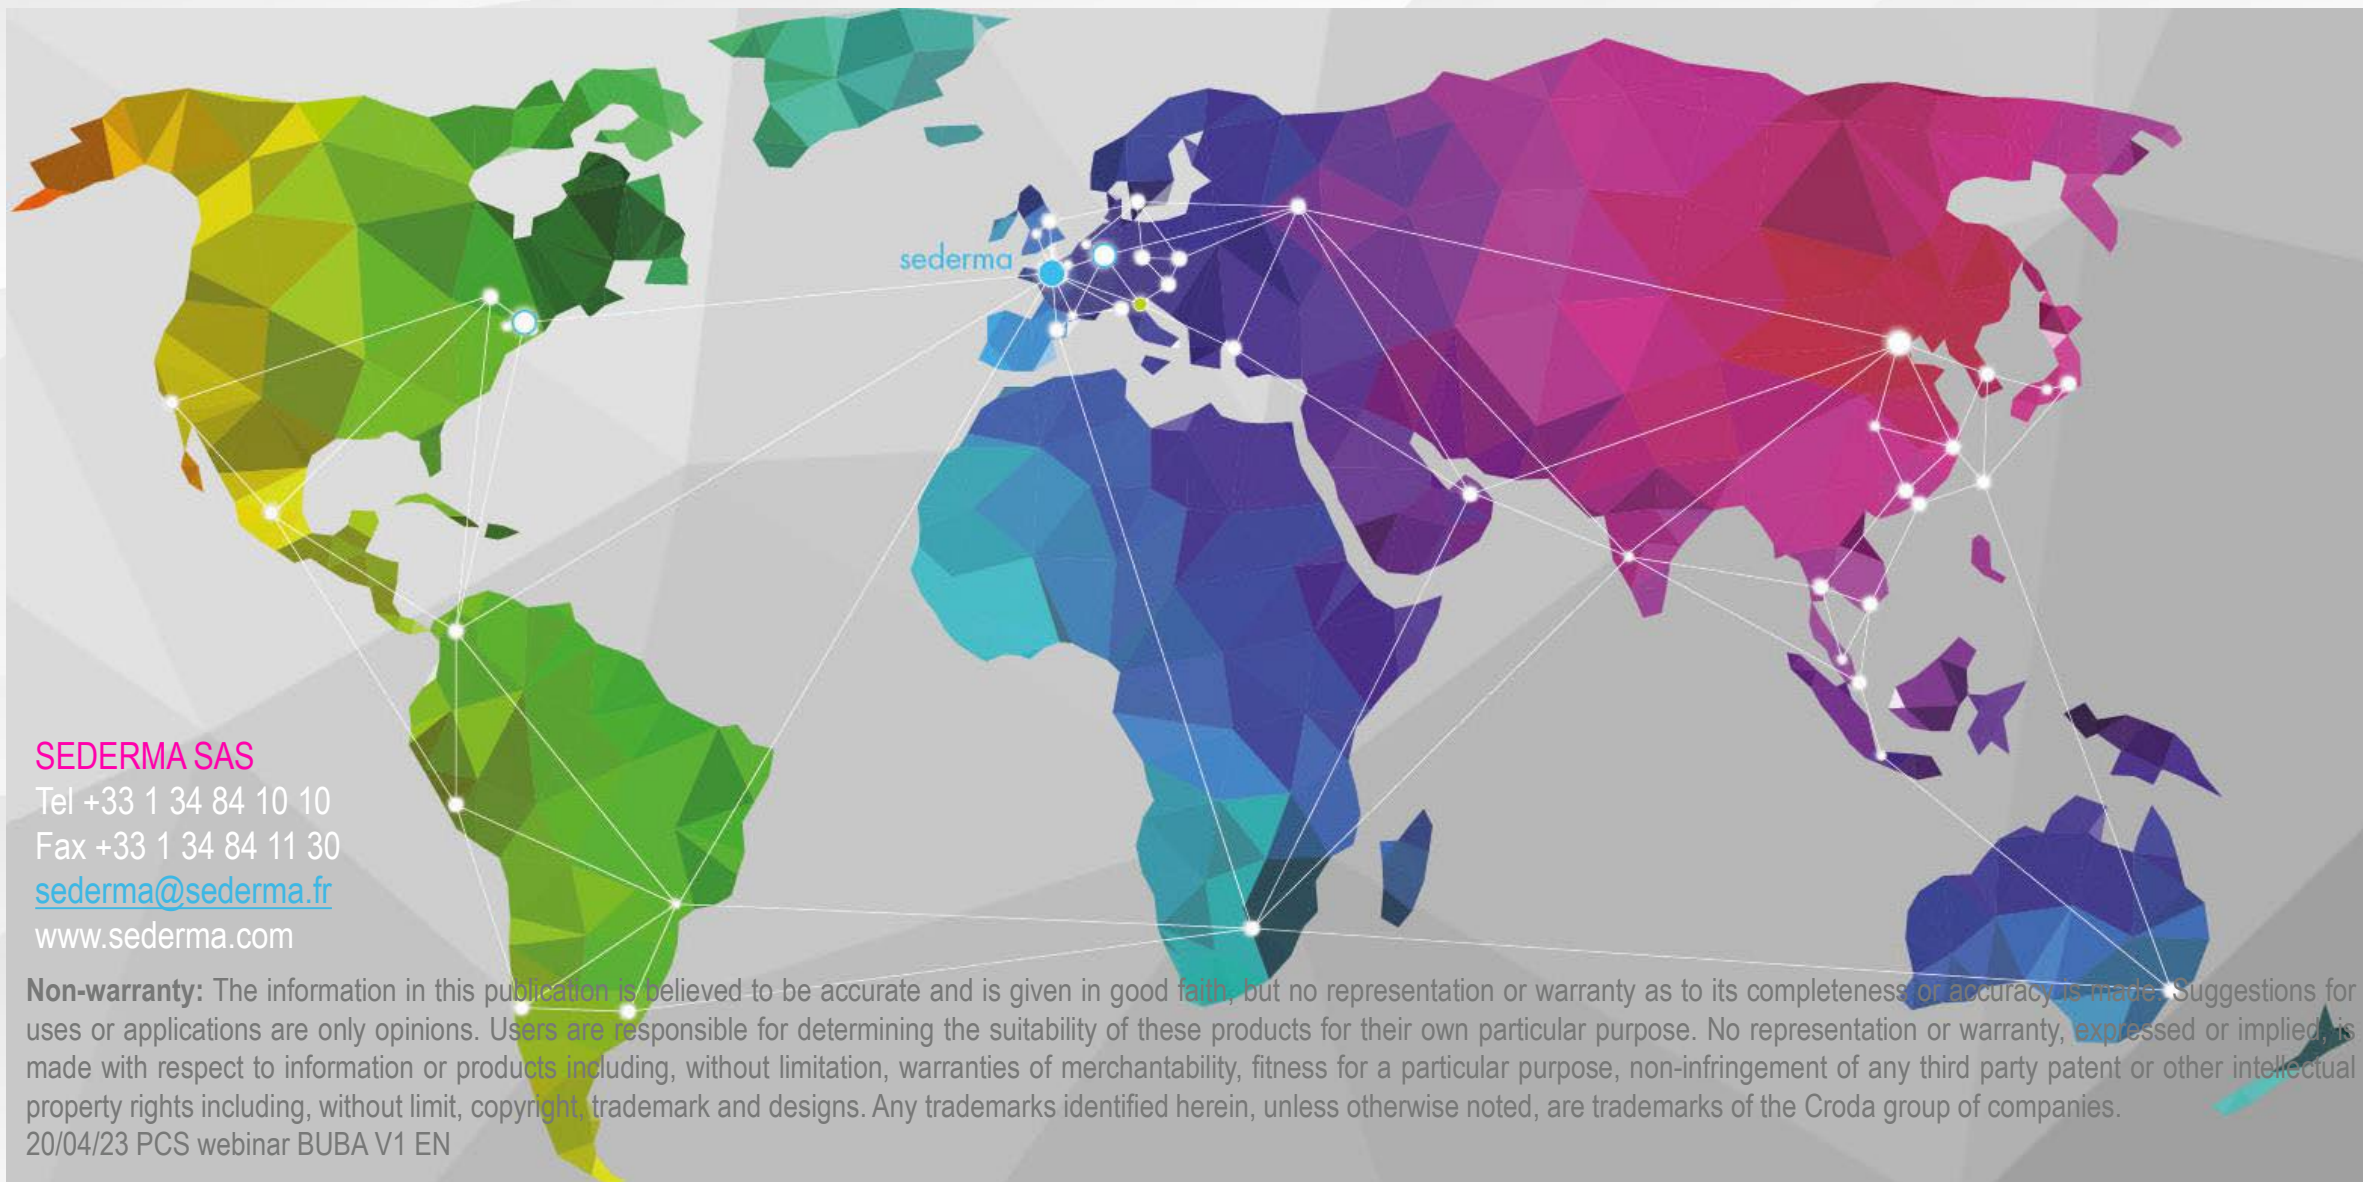 sederma
SEDERMA SAS
Tel +33 1 34 84 10 10
Fax +33 1 34 84 11 30
sederma@sederma.fr
www.sederma.com
Non-warranty: The information in this publication is believed to be accurate and is given in good faith, but no representation or warranty as to its completeness or accuracy is made. Suggestions for
uses or applications are only opinions. Users are responsible for determining the suitability of these products for their own particular purpose. No representation or warranty, expressed or implied, is
made with respect to information or products including, without limitation, warranties of merchantability, fitness for a particular purpose, non-infringement of any third party patent or other intellectual
property rights including, without limit, copyright, trademark and designs. Any trademarks identified herein, unless otherwise noted, are trademarks of the Croda group of companies.
20/04/23 PCS webinar BUBA V1 EN